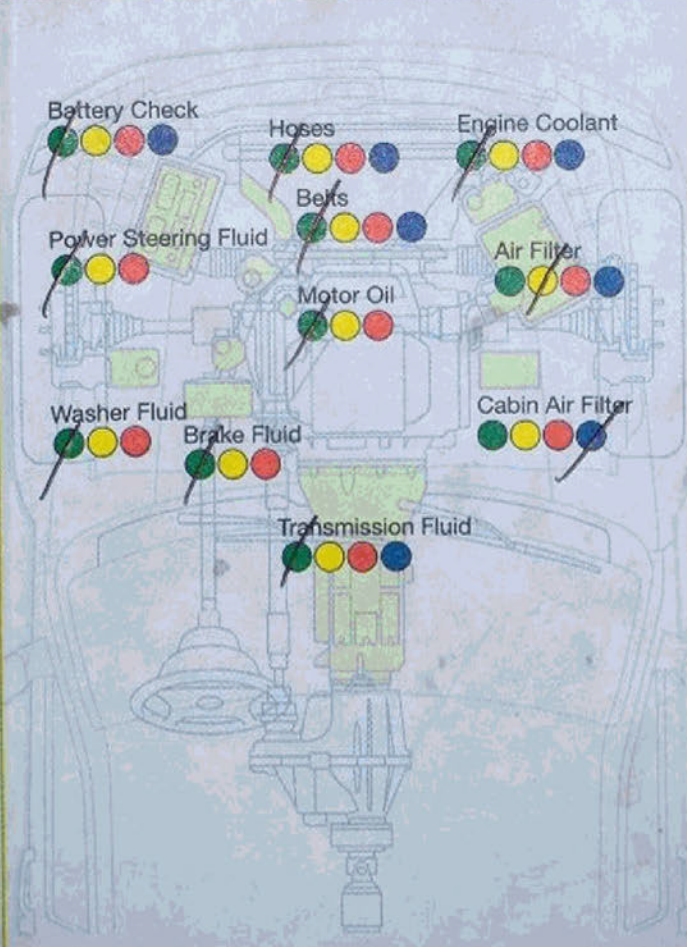 Battery Check
Hoses
Engine Coolant
Belts
Power Steering Fluid
Air Filter
Motor Oil
Washer Fluid
Brake Fluid
Cabin Air Filter
Transmission Fluid